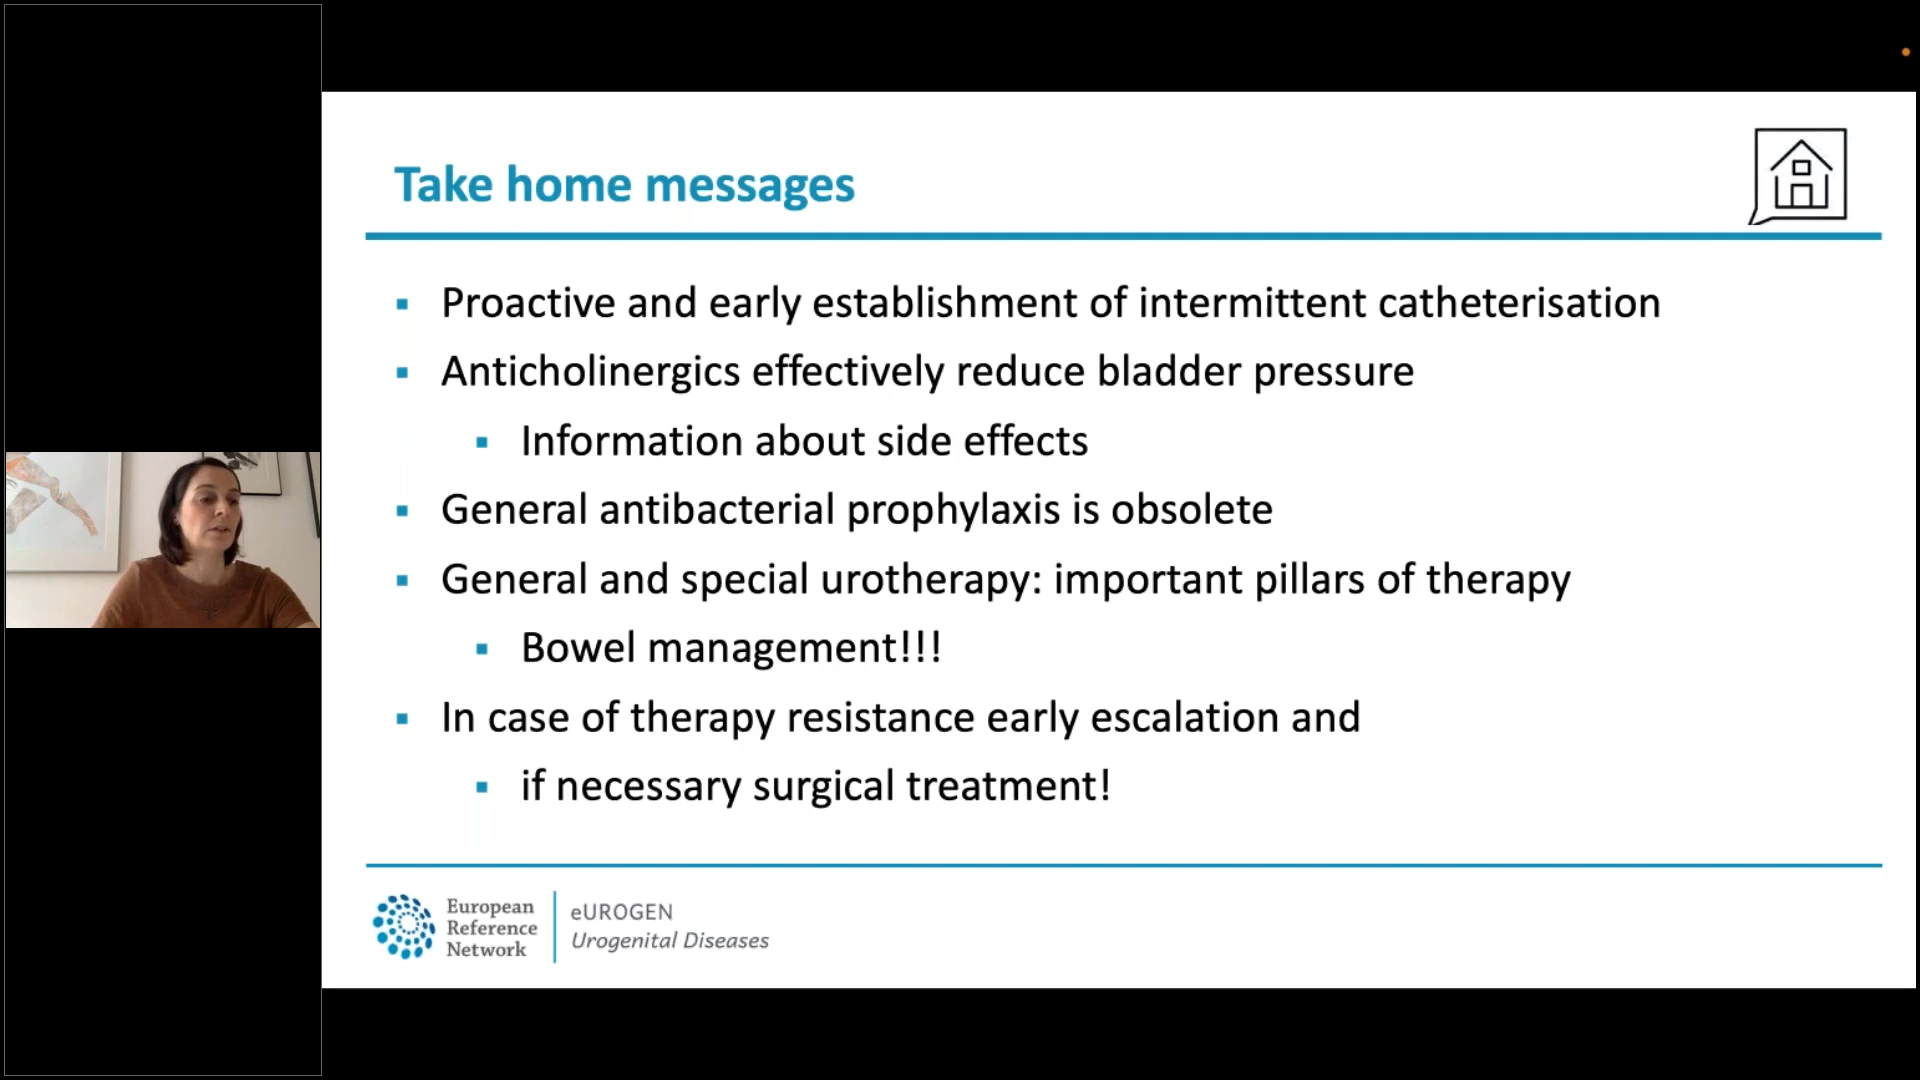 Take home messages
Proactive and early establishment of intermittent catheterisation
Anticholinergics effectively reduce bladder pressure
Information about side effects
General antibacterial prophylaxis is obsolete
General and special urotherapy: important pillars of therapy
Bowel management!!!
In case of therapy resistance early escalation and
if necessary surgical treatment!
European
Reference
Network
eUROGEN
Urogenital Diseases